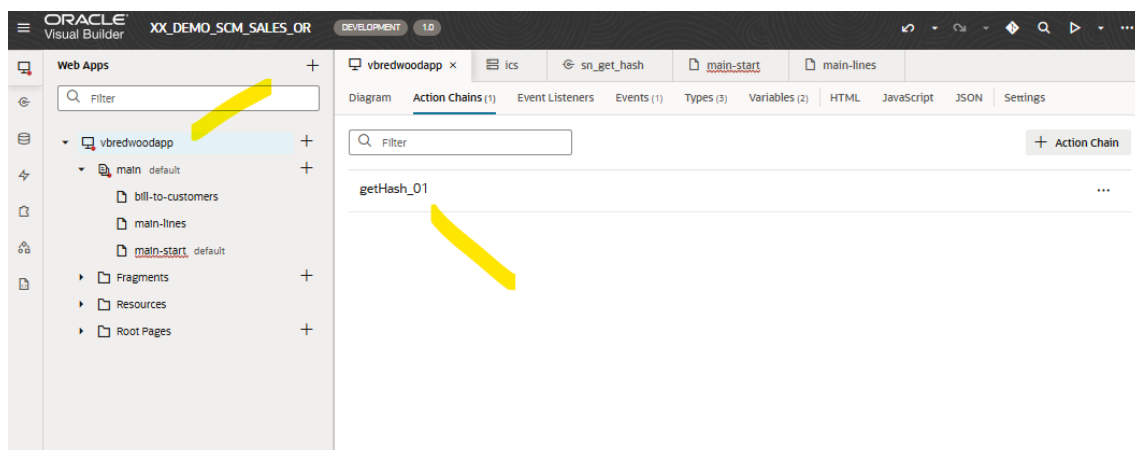 ORACLE
Visual Builder
XX_DEMO_SCM_SALES_OR
DEVELOPMENT
1.0
Web Apps
Filter
vbredwoodapp
main default
bill-to-customers
main-lines
main-start default
Fragments
Resources
Root Pages
vbredwoodapp
ics
sn_get_hash
main-start
main-lines
Diagram
Action Chains (1)
Event Listeners
Events (1)
Types (3)
Variables (2)
HTML
JavaScript
JSON
Settings
Filter
+ Action Chain
getHash_01